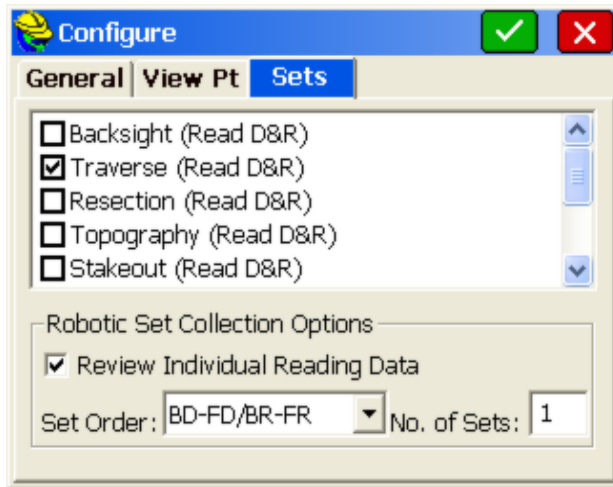 Configure
General View Pt Sets
Backsight (Read D&R)
Traverse (Read D&R)
Resection (Read D&R)
Topography (Read D&R)
Stakeout (Read D&R)
Robotic Set Collection Options
Review Individual Reading Data
Set Order: BD-FD/BR-FR No. of Sets: 1